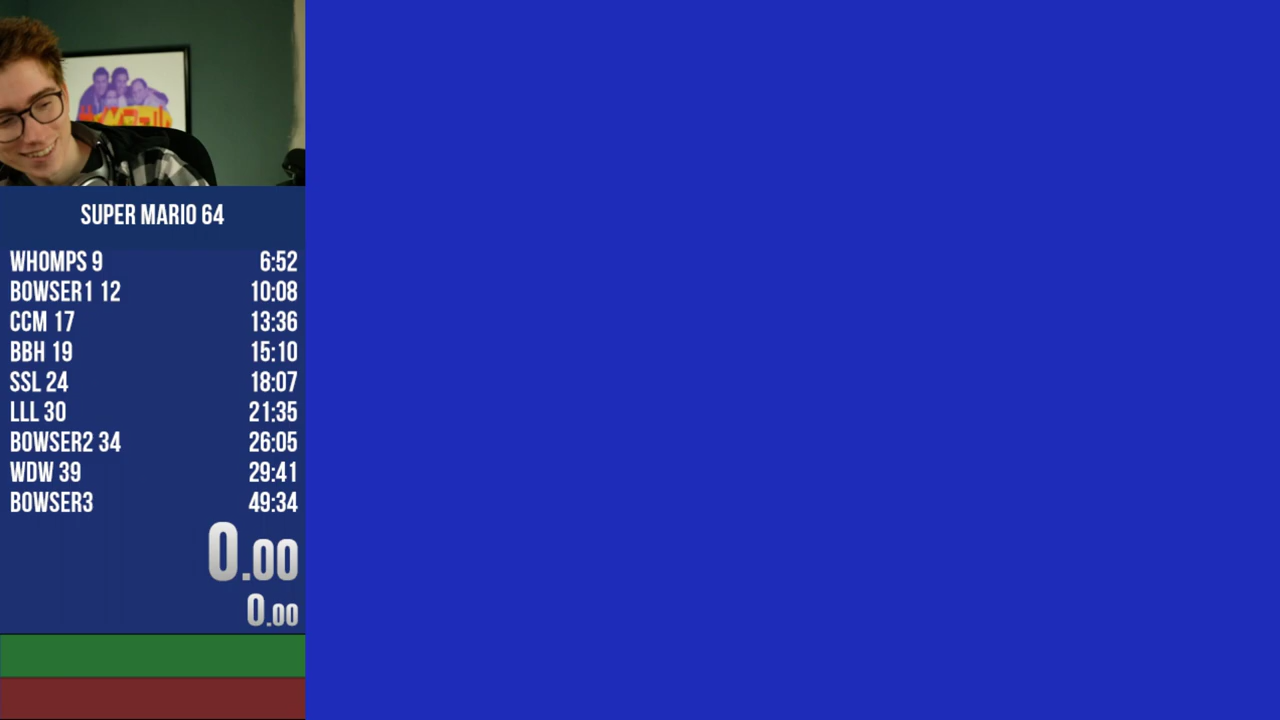 SUPER MARIO 64
WHOMPS 9 6:52
BOWSER1 12 10:08
CCM 17 13:36
BBH 19 15:10
SSL 24 18:07
LLL 30 21:35
BOWSER2 34 26:05
WDW 39 29:41
BOWSER3 49:34
0.00
0.00